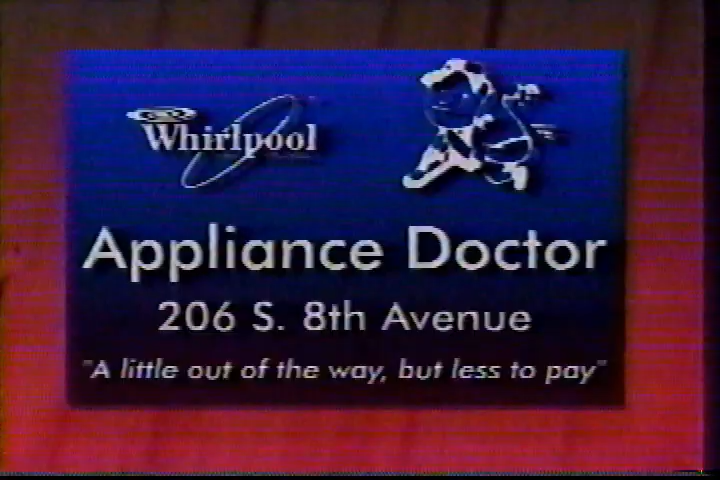 Whirlpool
Appliance Doctor
206 S. 8th Avenue
"A little out of the way, but less to pay"